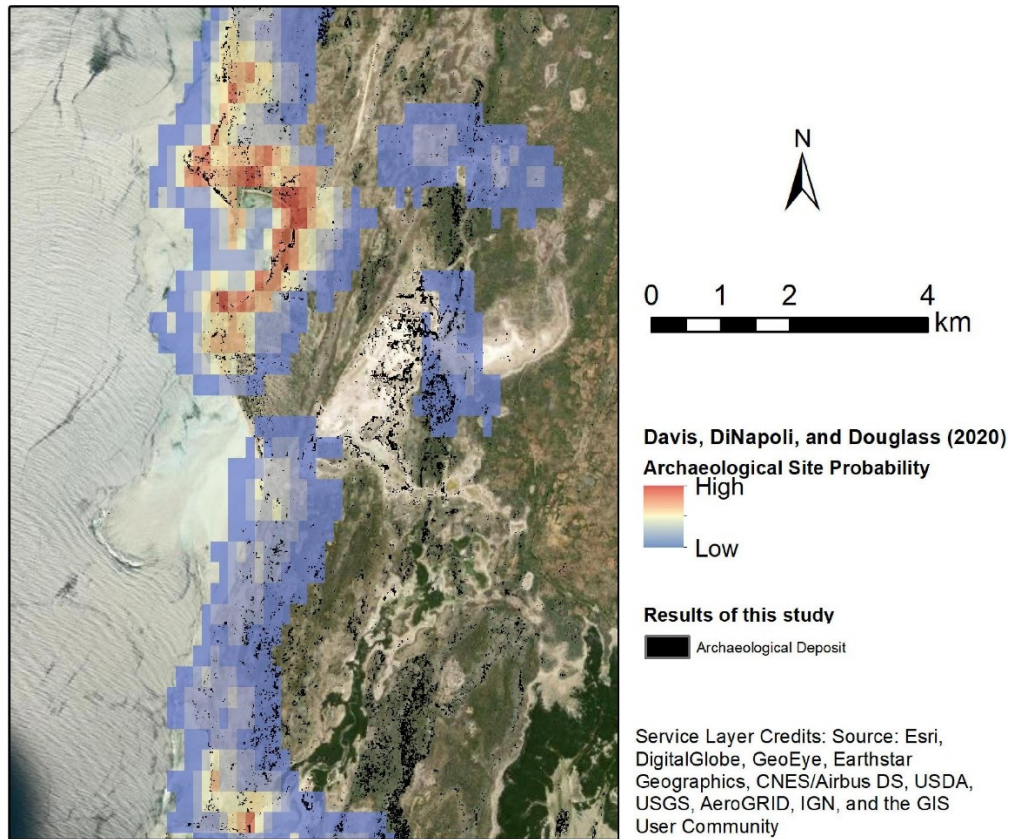 N
0 1 2 4
km
Davis, DiNapoli, and Douglass (2020)
Archaeological Site Probability
High
Low
Results of this study
Archaeological Deposit
Service Layer Credits: Source: Esri,
DigitalGlobe, GeoEye, Earthstar
Geographics, CNES/Airbus DS, USDA,
USGS, AeroGRID, IGN, and the GIS
User Community